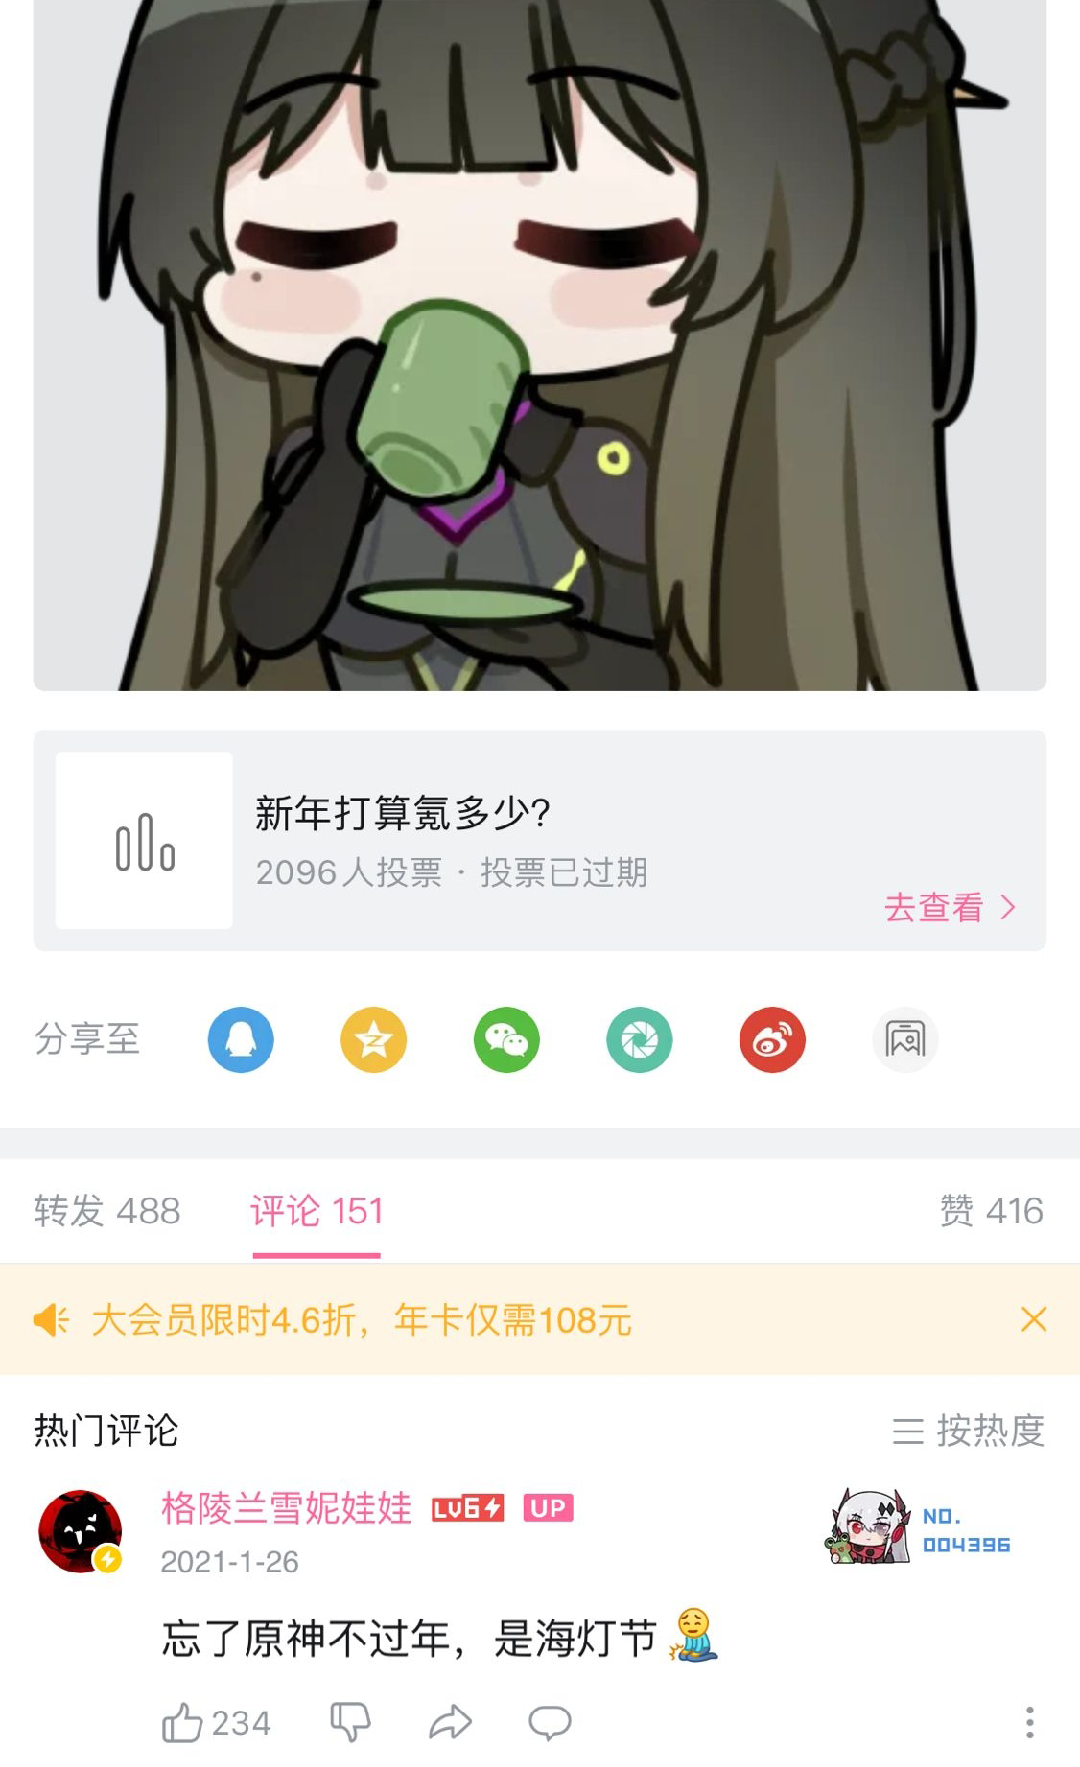 新年打算氪多少?
2096人投票 · 投票已过期
去查看
分享至
转发 488
评论 151
赞 416
大会员限时4.6折，年卡仅需108元
热门评论
按热度
格陵兰雪妮娃娃 LV6 UP
2021-1-26
NO.
004396
忘了原神不过年，是海灯节
234